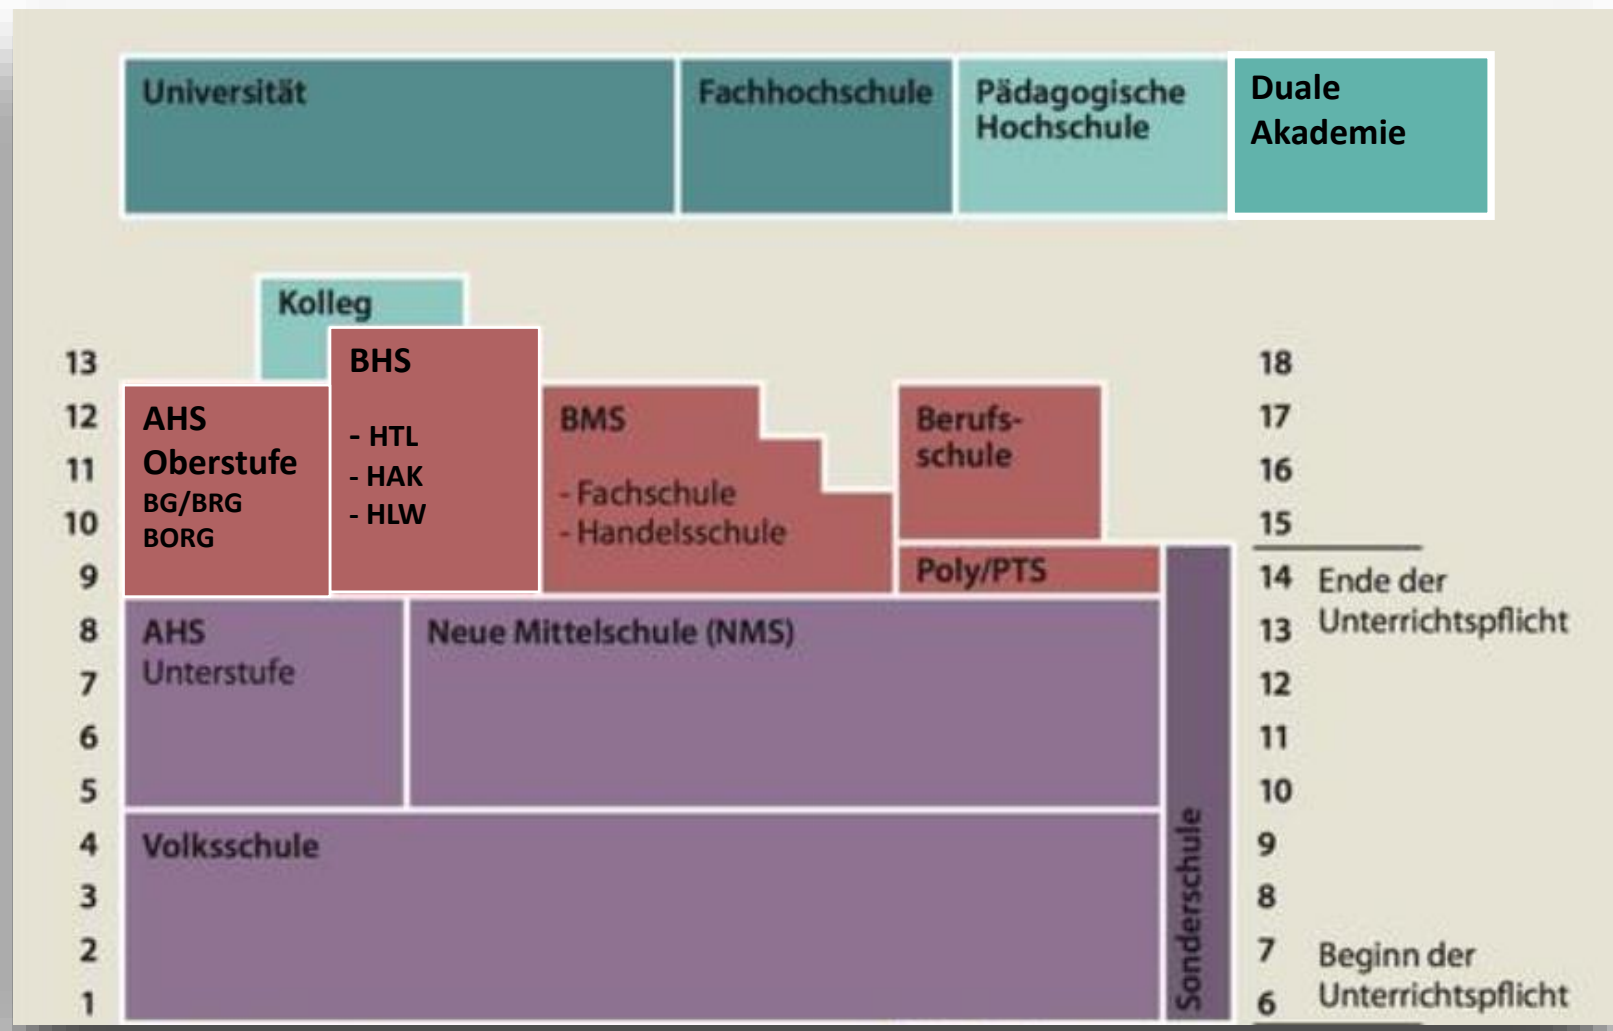 Universität
Fachhochschule
Pädagogische
Hochschule
Duale
Akademie
Kolleg
13
BHS
18
12
AHS
Oberstufe
BG/BRG
BORG
- HTL
- HAK
- HLW
BMS
- Fachschule
- Handelsschule
Berufs-
schule
17
11
16
10
15
9
Poly/PTS
14
Ende der
Unterrichtspflicht
8
AHS
Unterstufe
Neue Mittelschule (NMS)
13
7
12
6
11
5
10
4
Volksschule
9
3
8
2
7
Beginn der
Unterrichtspflicht
1
Sonderschule
6